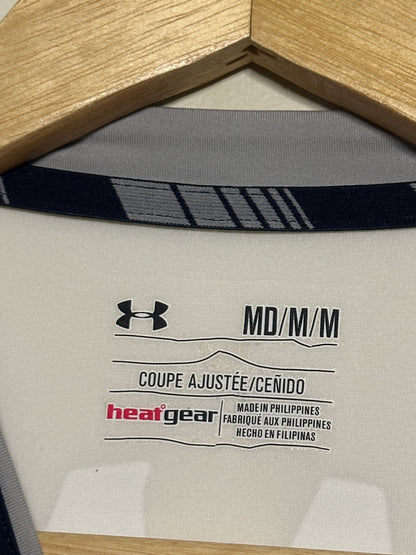 MD/M/M
COUPE AJUSTÉE/CEÑIDO
heatgear
MADE IN PHILIPPINES
FABRIQUÉ AUX PHILIPPINES
HECHO EN FILIPINAS